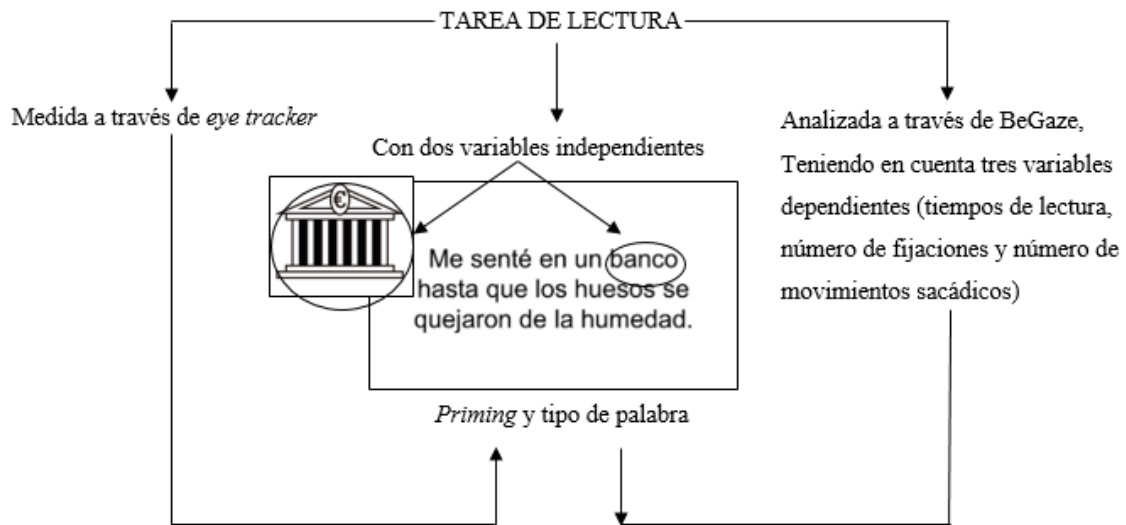 TAREA DE LECTURA
Medida a través de eye tracker
Con dos variables independientes
Analizada a través de BeGaze,
Teniendo en cuenta tres variables
dependientes (tiempos de lectura,
número de fijaciones y número de
movimientos sacádicos)
€
Me senté en un banco
hasta que los huesos se
quejaron de la humedad.
Priming y tipo de palabra